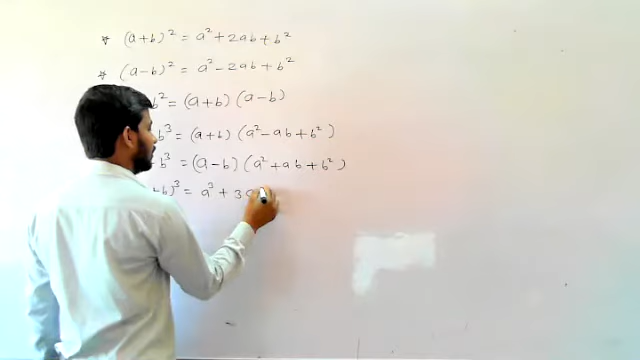 * (a+b)² = a²+2ab+b²
* (a-b)² = a²-2ab+b²
b² = (a+b) (a-b)
b³ = (a+b) (a²-ab+b²)
b³ = (a-b) (a²+ab+b²)
+b)³ = a³ + 3a